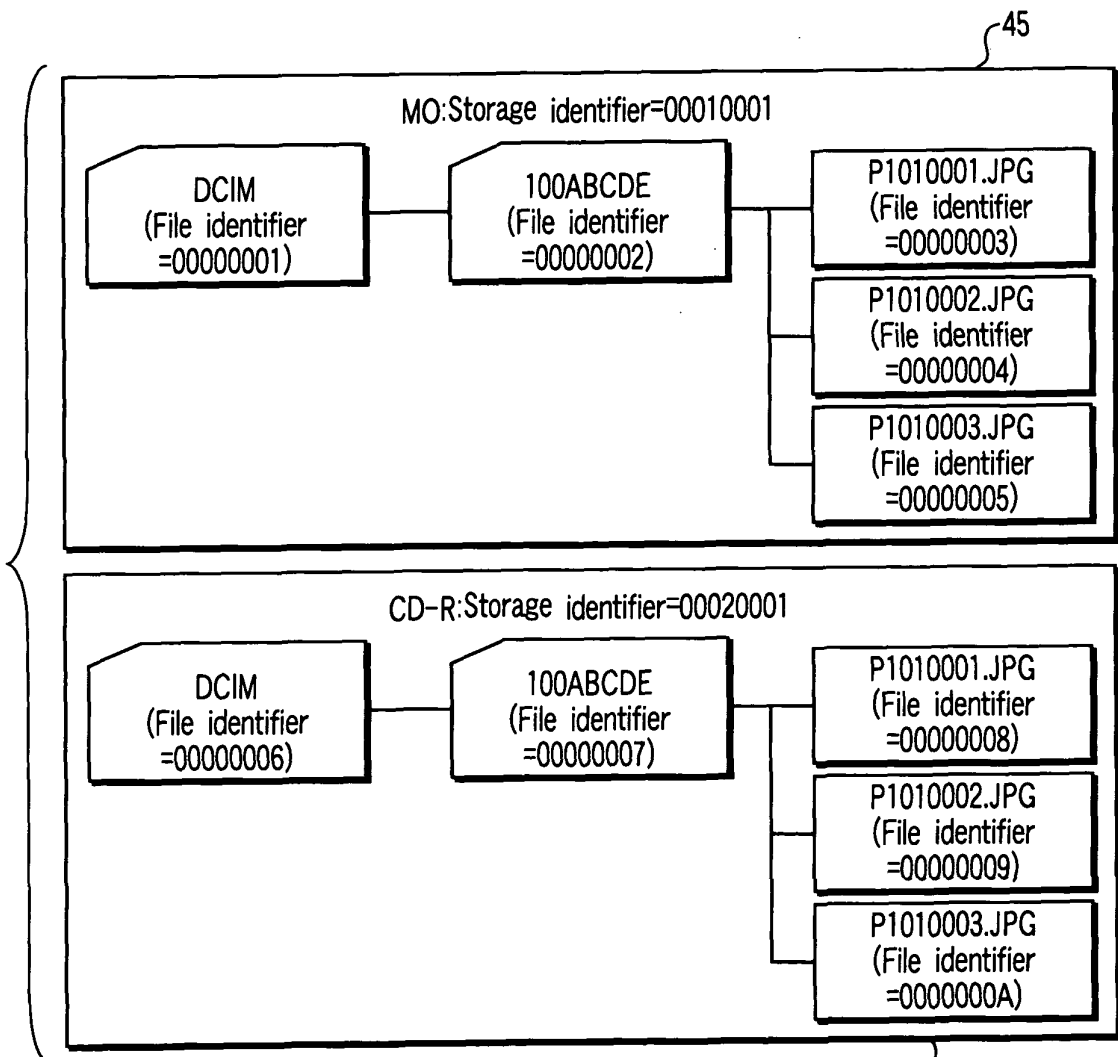 45
MO:Storage identifier=00010001
DCIM
(File identifier
=00000001)
100ABCDE
(File identifier
=00000002)
P1010001.JPG
(File identifier
=00000003)
P1010002.JPG
(File identifier
=00000004)
P1010003.JPG
(File identifier
=00000005)
CD-R:Storage identifier=00020001
DCIM
(File identifier
=00000006)
100ABCDE
(File identifier
=00000007)
P1010001.JPG
(File identifier
=00000008)
P1010002.JPG
(File identifier
=00000009)
P1010003.JPG
(File identifier
=0000000A)